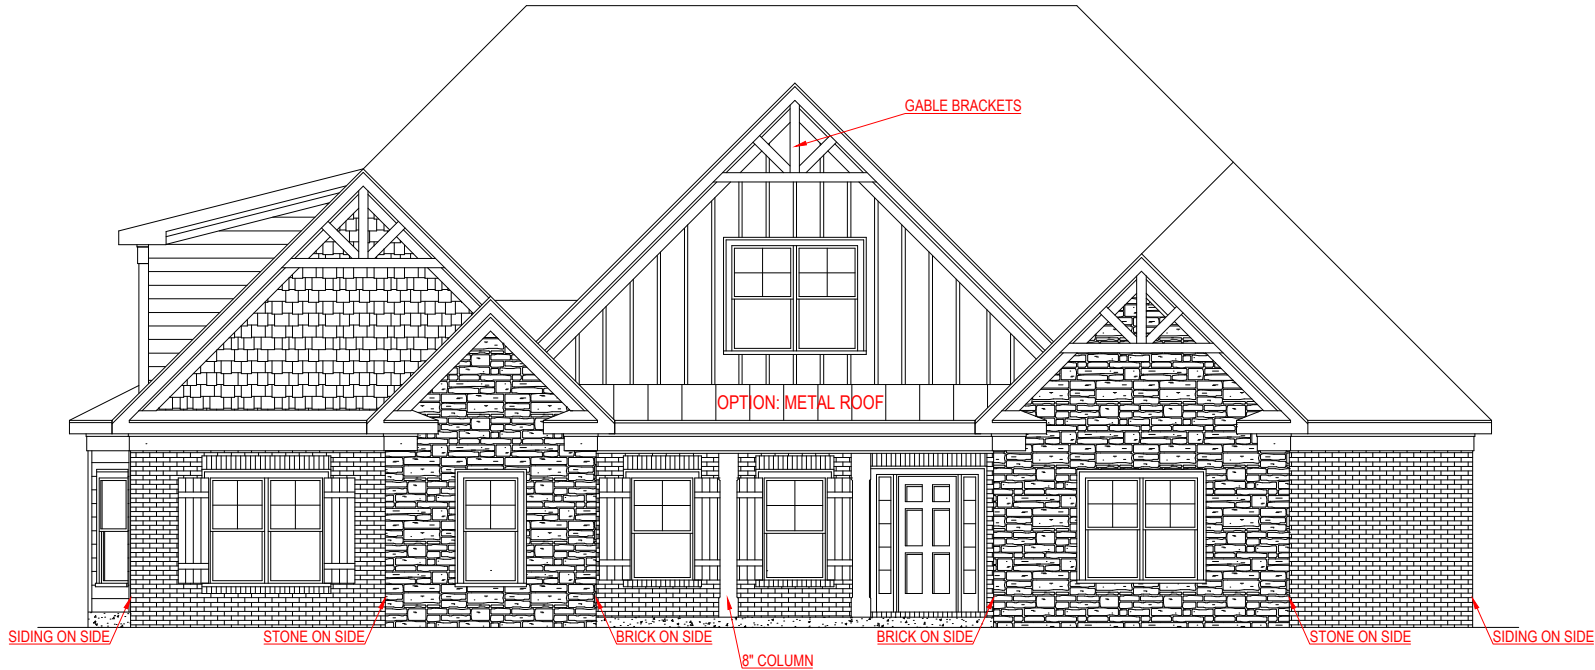 GABLE BRACKETS
OPTION: METAL ROOF
SIDING ON SIDE
STONE ON SIDE
BRICK ON SIDE
8" COLUMN
BRICK ON SIDE
STONE ON SIDE
SIDING ON SIDE